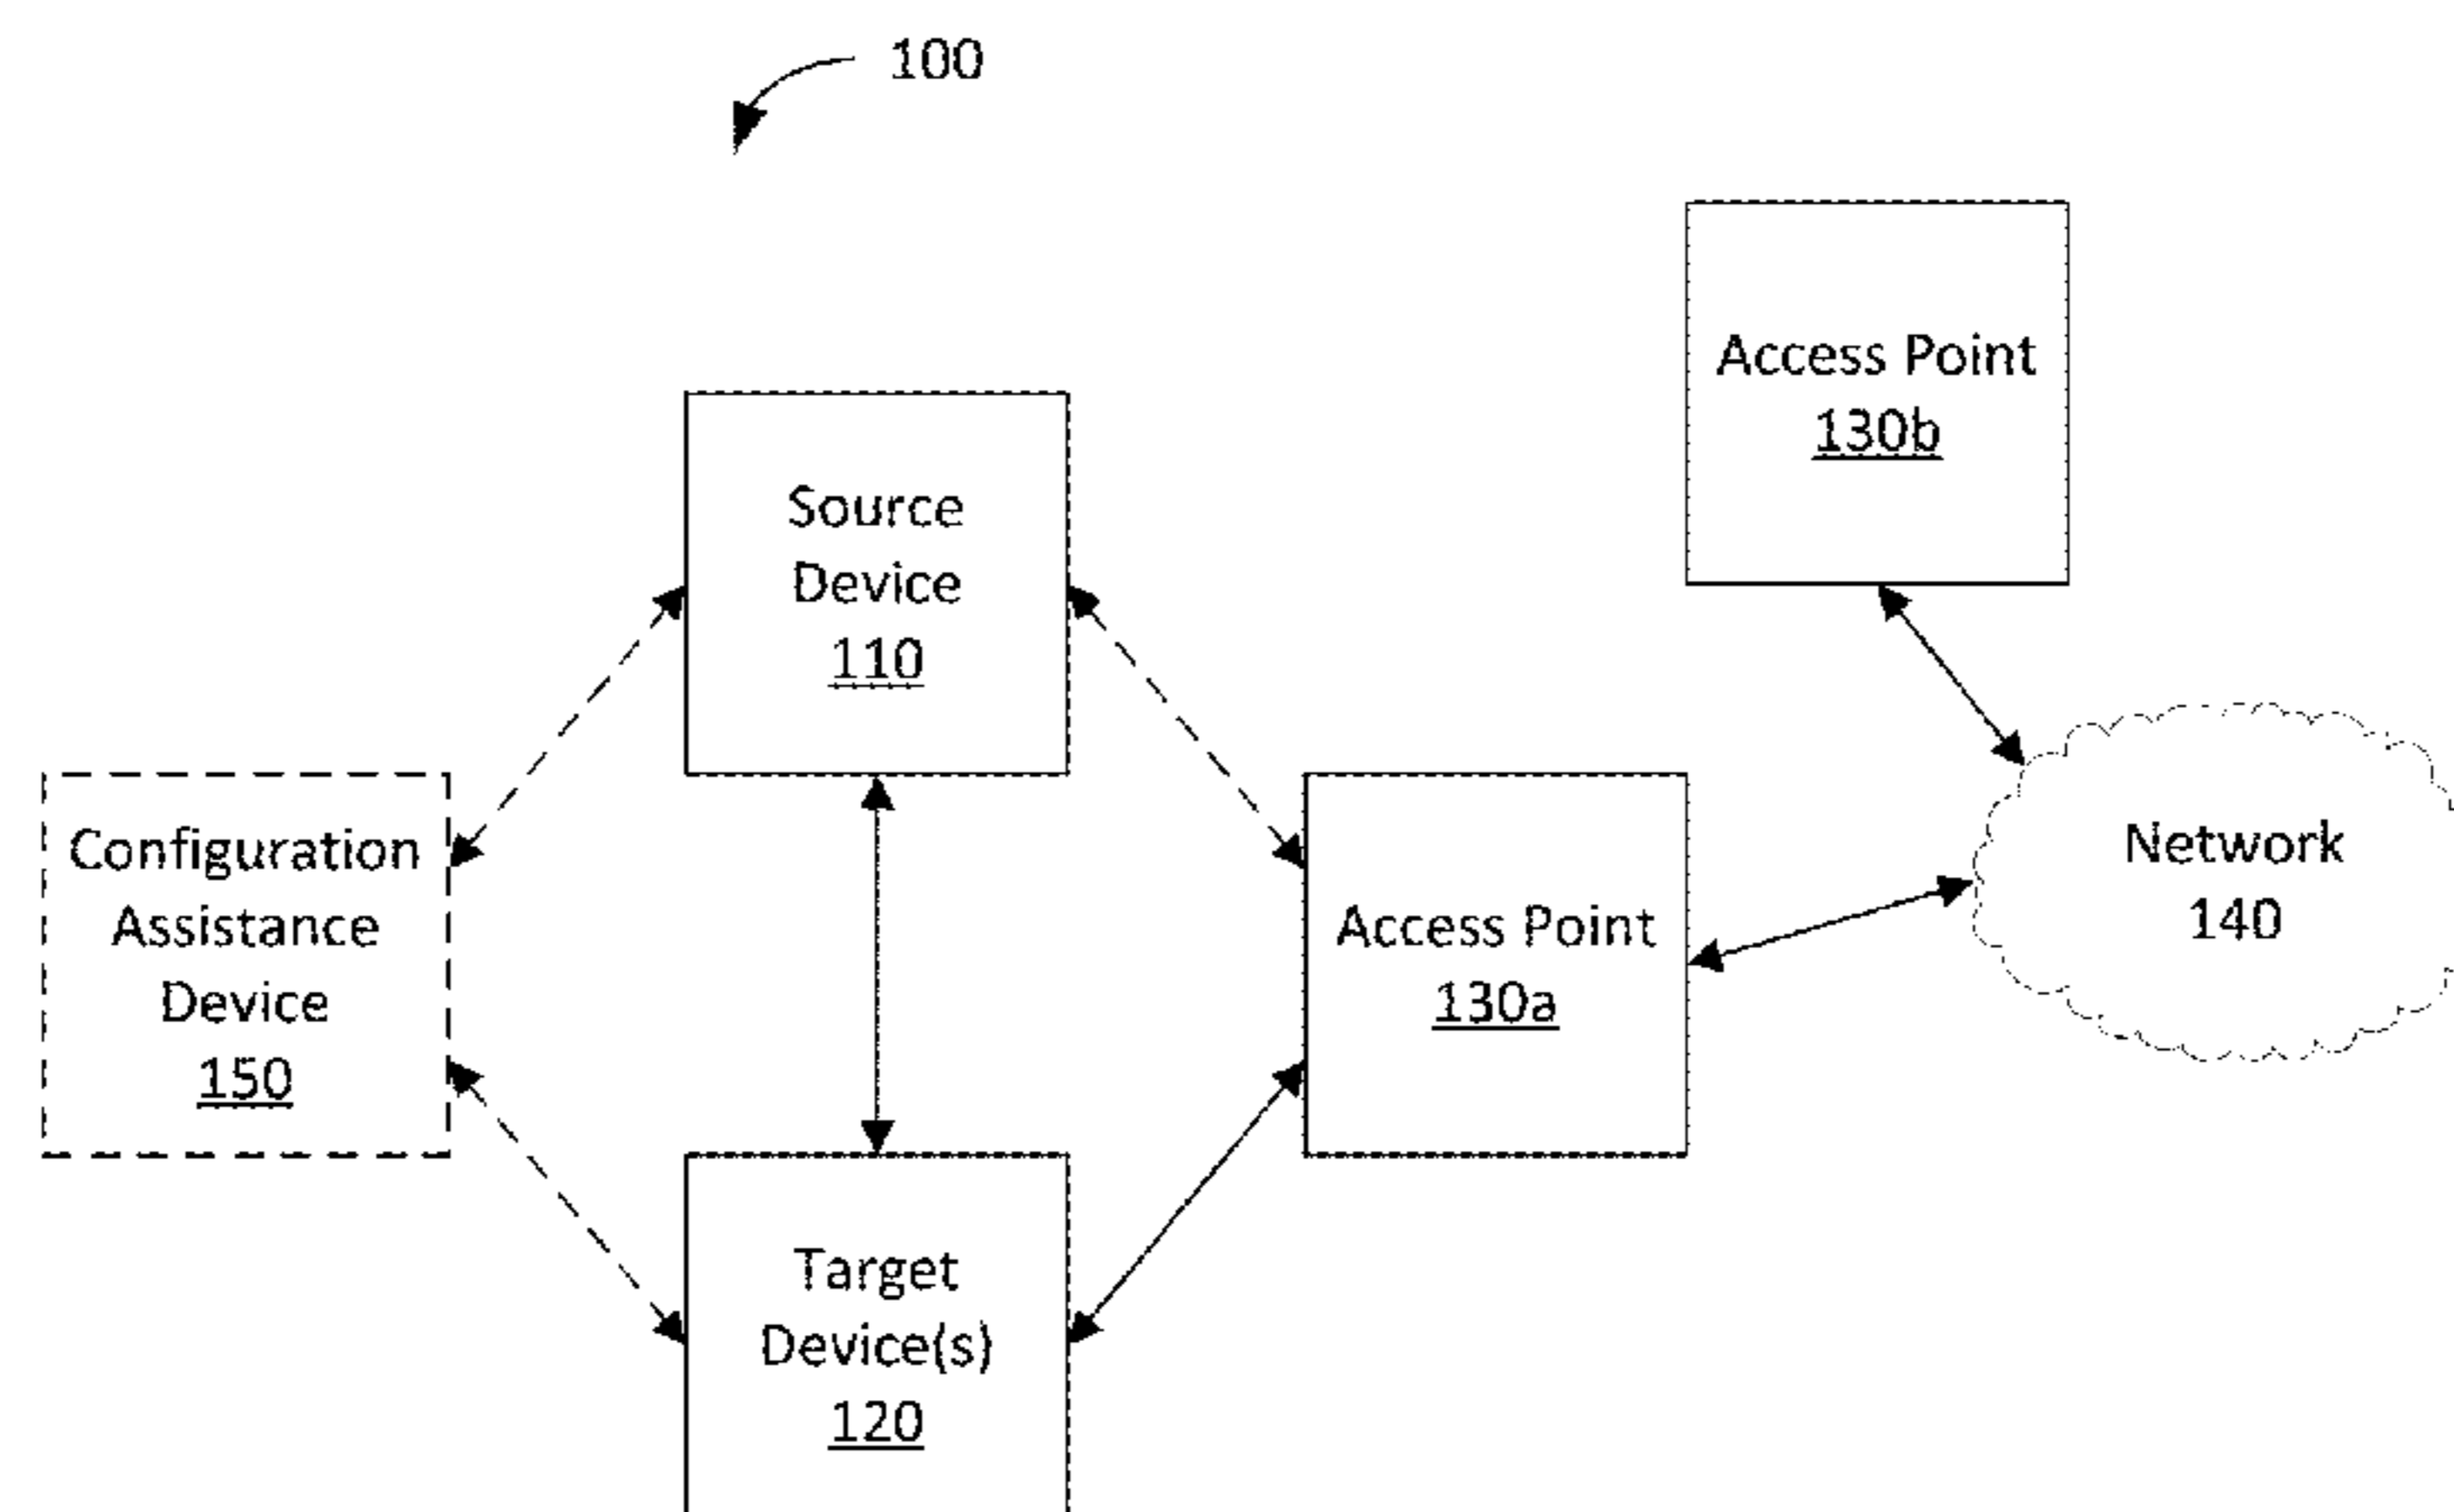 100
Access Point
130b
Source
Device
110
Configuration
Assistance
Device
150
Access Point
130a
Network
140
Target
Device(s)
120